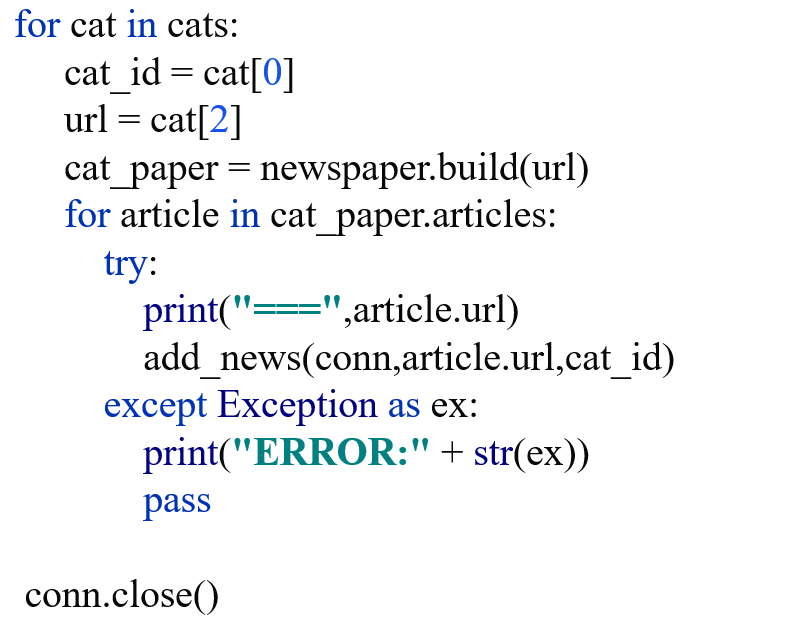 for cat in cats:
cat_id = cat[0]
url = cat[2]
cat_paper = newspaper.build(url)
for article in cat_paper.articles:
try:
print("===",article.url)
add_news(conn,article.url,cat_id)
except Exception as ex:
print("ERROR:" + str(ex))
pass
conn.close()